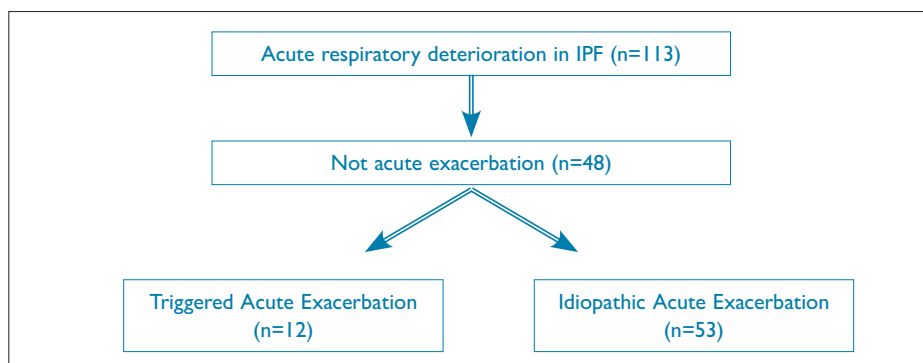 Acute respiratory deterioration in IPF (n=113)
Not acute exacerbation (n=48)
Triggered Acute Exacerbation
(n=12)
Idiopathic Acute Exacerbation
(n=53)